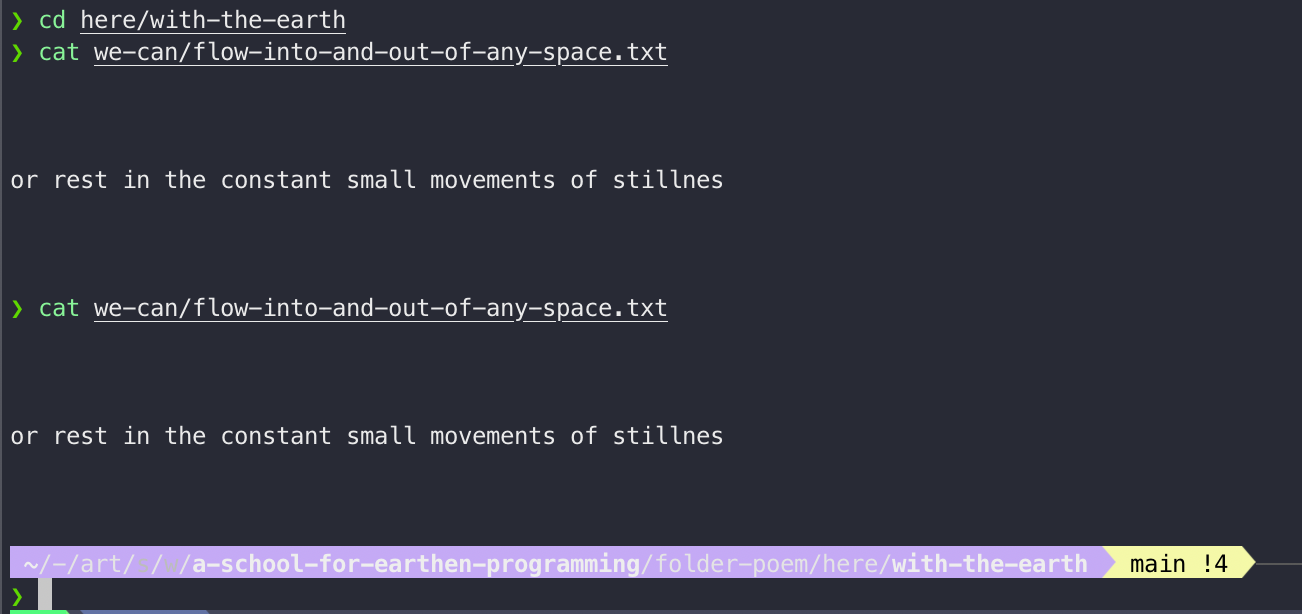 ❯ cd here/with-the-earth
❯ cat we-can/flow-into-and-out-of-any-space.txt
or rest in the constant small movements of stillnes
❯ cat we-can/flow-into-and-out-of-any-space.txt
or rest in the constant small movements of stillnes
~/-/art/s/w/a-school-for-earthen-programming/folder-poem/here/with-the-earth main !4
❯